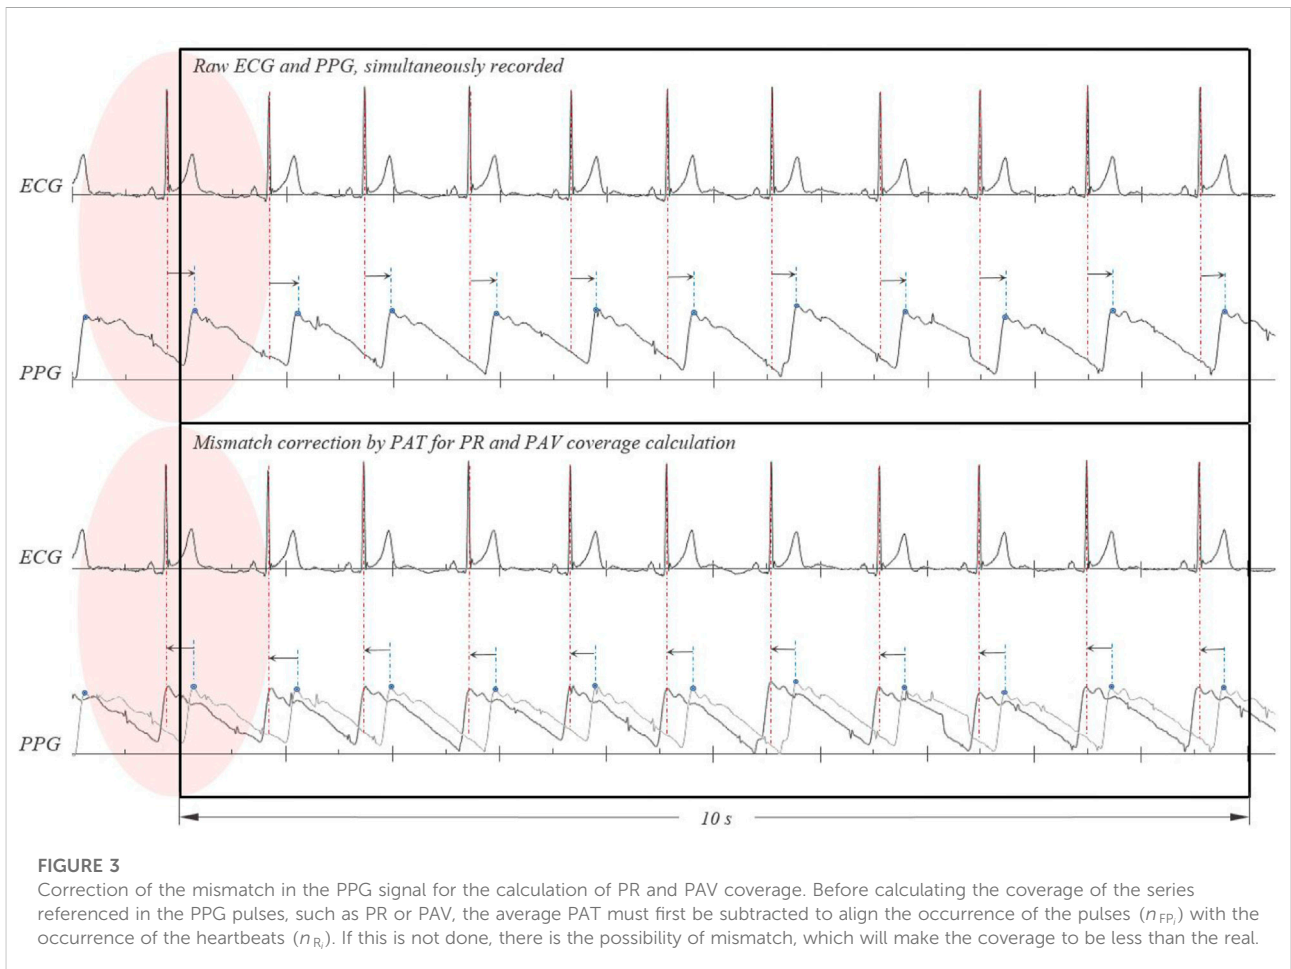 Raw ECG and PPG, simultaneously recorded
ECG
PPG
Mismatch correction by PAT for PR and PAV coverage calculation
ECG
PPG
10 s
FIGURE 3
Correction of the mismatch in the PPG signal for the calculation of PR and PAV coverage. Before calculating the coverage of the series
referenced in the PPG pulses, such as PR or PAV, the average PAT must first be subtracted to align the occurrence of the pulses (n FPi) with the
occurrence of the heartbeats (n Ri). If this is not done, there is the possibility of mismatch, which will make the coverage to be less than the real.